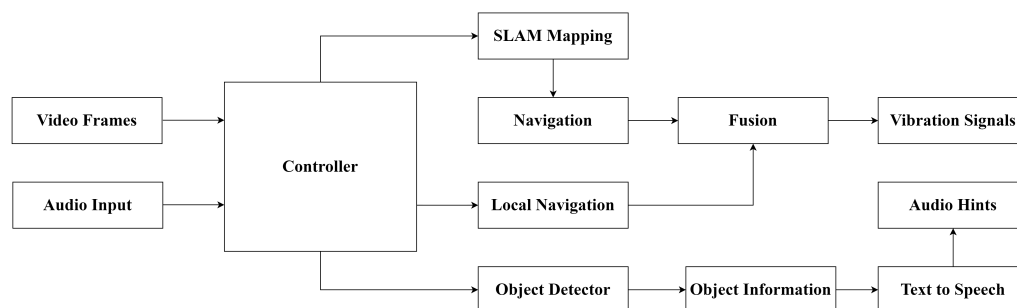 SLAM Mapping
Video Frames
Navigation
Fusion
Vibration Signals
Controller
Audio Input
Local Navigation
Audio Hints
Object Detector
Object Information
Text to Speech